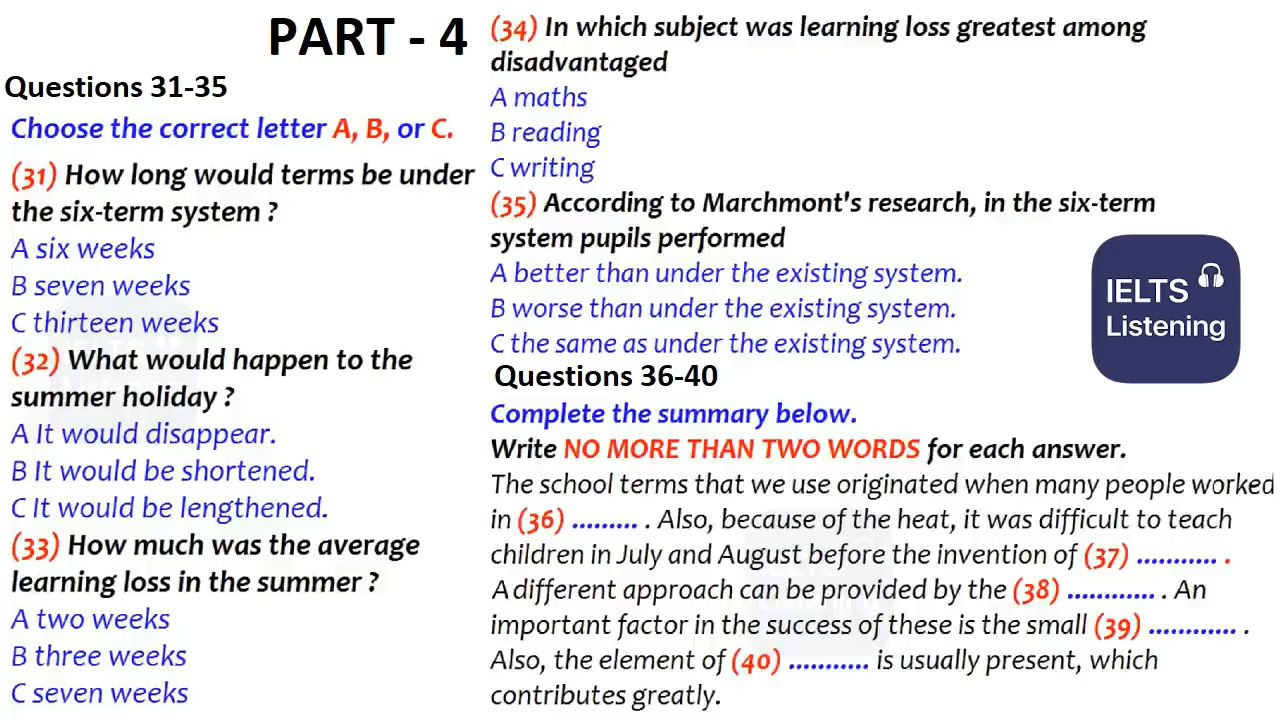 PART - 4
Questions 31-35
Choose the correct letter A, B, or C.
(31) How long would terms be under
the six-term system ?
A six weeks
B seven weeks
C thirteen weeks
(32) What would happen to the
summer holiday ?
A It would disappear.
B It would be shortened.
C It would be lengthened.
(33) How much was the average
learning loss in the summer ?
A two weeks
B three weeks
C seven weeks
(34) In which subject was learning loss greatest among
disadvantaged
A maths
B reading
C writing
(35) According to Marchmont's research, in the six-term
system pupils performed
A better than under the existing system.
B worse than under the existing system.
C the same as under the existing system.
Questions 36-40
Complete the summary below.
Write NO MORE THAN TWO WORDS for each answer.
The school terms that we use originated when many people worked
in (36) ......... . Also, because of the heat, it was difficult to teach
children in July and August before the invention of (37) ........... .
A different approach can be provided by the (38) ............ . An
important factor in the success of these is the small (39) ............ .
Also, the element of (40) ........... is usually present, which
contributes greatly.
IELTS
Listening